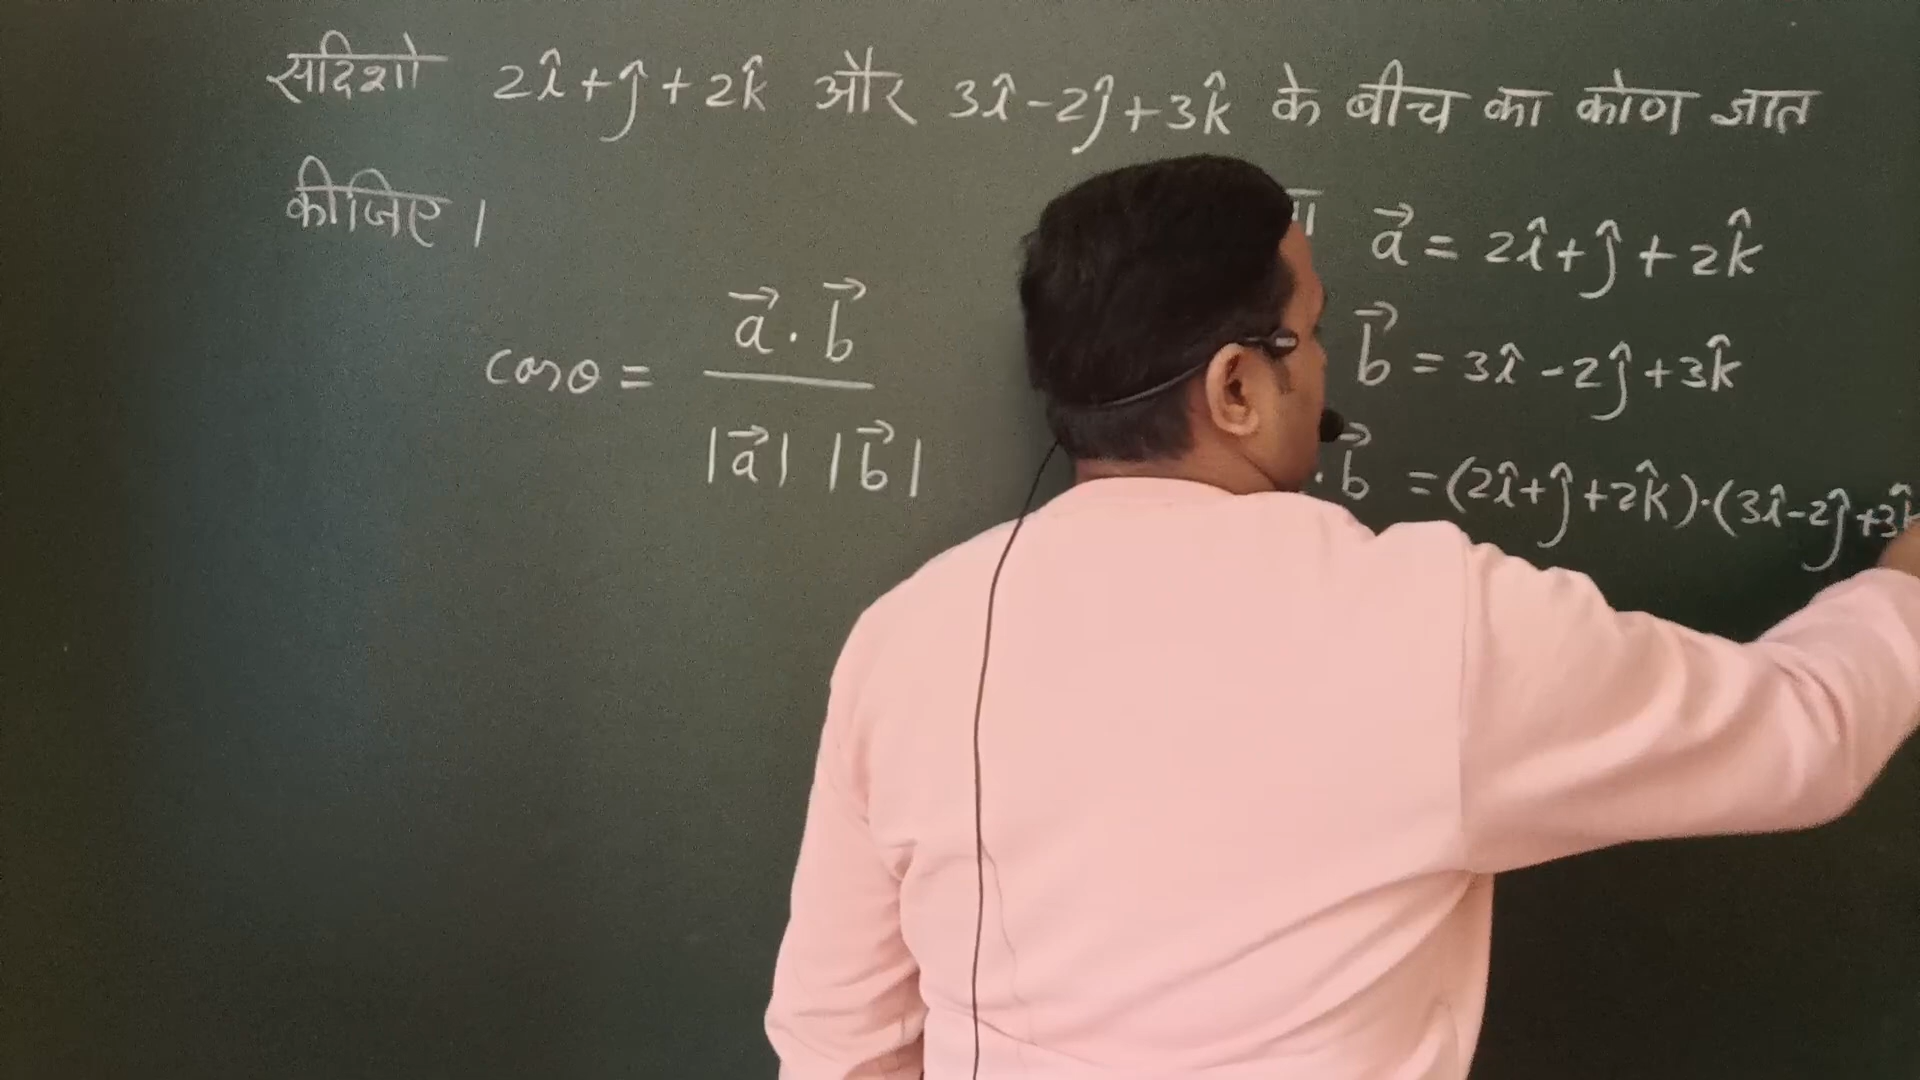 सदिशो 2î+ĵ+2k̂ और 3î-2ĵ+3k̂ के बीच का कोण ज्ञात
कीजिए ।
a⃗ = 2î+ĵ+2k̂
cosθ = a⃗ . b⃗ / |a⃗| |b⃗|
b⃗ = 3î-2ĵ+3k̂
. b⃗ =(2î+ĵ+2k̂).(3î-2ĵ+3k̂